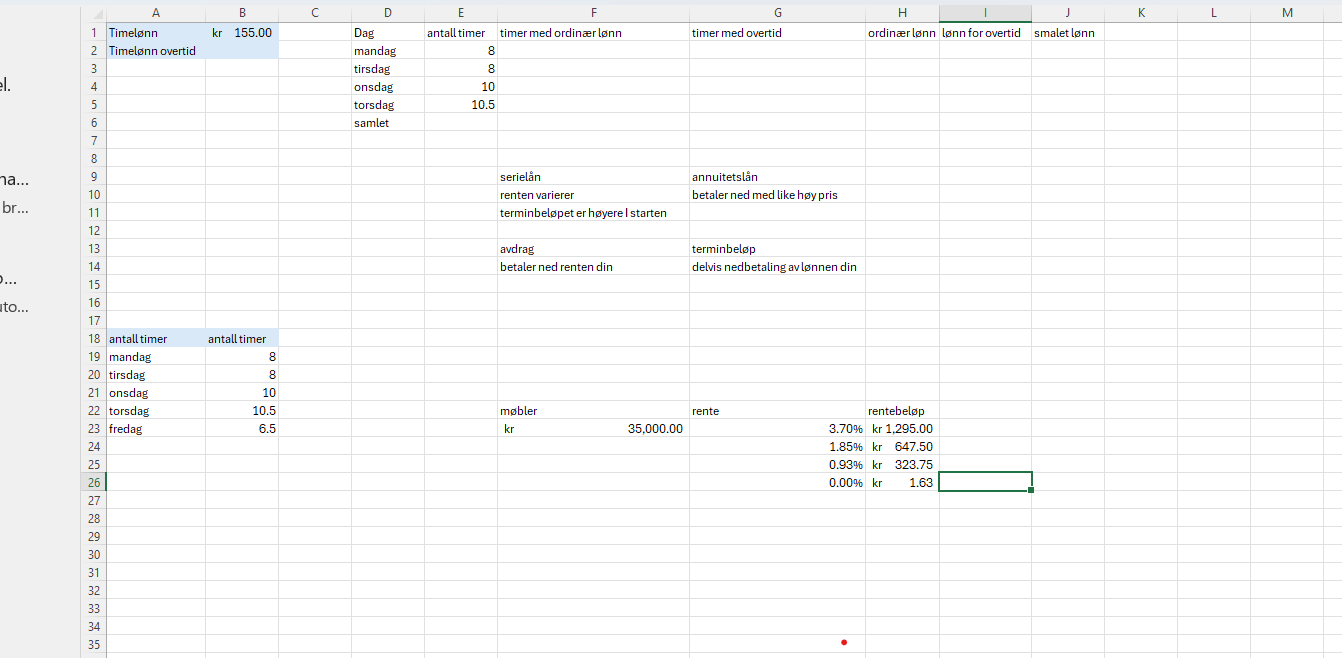 A B C D E F G H I J K L M
1 Timelønn kr 155.00 Dag antall timer timer med ordinær lønn timer med overtid ordinær lønn lønn for overtid smalet lønn
2 Timelønn overtid mandag 8
3 tirsdag 8
el. 4 onsdag 10
5 torsdag 10.5
6 samlet
7
8
na... 9 serielån annuitetslån
br... 10 renten varierer betaler ned med like høy pris
11 terminbeløpet er høyere I starten
12
13 avdrag terminbeløp
14 betaler ned renten din delvis nedbetaling av lønnen din
15
uto... 16
17
18 antall timer antall timer
19 mandag 8
20 tirsdag 8
21 onsdag 10
22 torsdag 10.5 møbler rente rentebeløp
23 fredag 6.5 kr 35,000.00 3.70% kr 1,295.00
24 1.85% kr 647.50
25 0.93% kr 323.75
26 0.00% kr 1.63
27
28
29
30
31
32
33
34
35